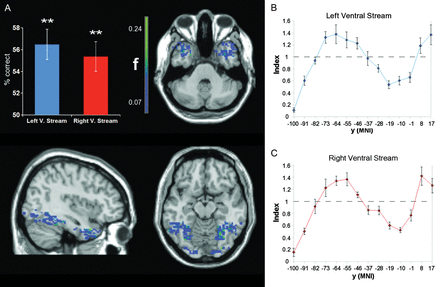 A
**
**
58
56
54
52
50
% correct
Left V. Stream
Right V. Stream
0.24
f
0.07
B
Left Ventral Stream
Index
1.6
1.4
1.2
1
0.8
0.6
0.4
0.2
0
-100 -91 -82 -73 -64 -55 -46 -37 -28 -19 -10 -1 8 17
y (MNI)
C
Right Ventral Stream
Index
1.6
1.4
1.2
1
0.8
0.6
0.4
0.2
0
-100 -91 -82 -73 -64 -55 -46 -37 -28 -19 -10 -1 8 17
y (MNI)